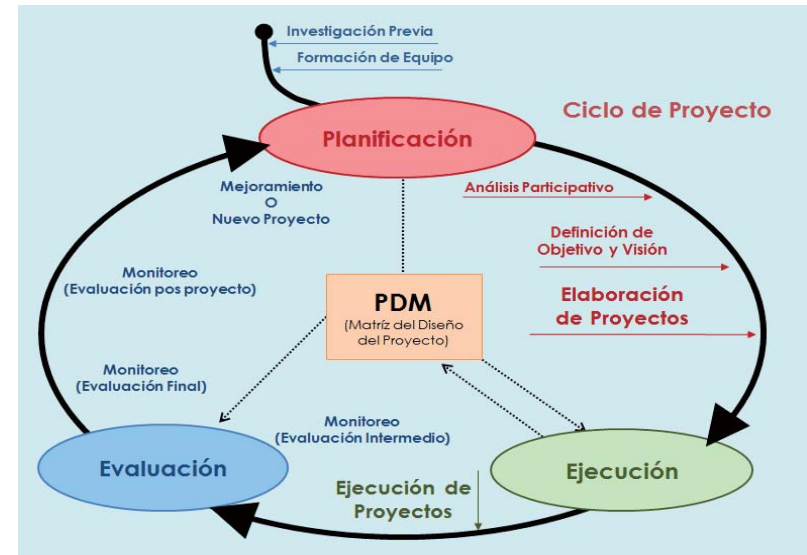 Investigación Previa
Formación de Equipo
Ciclo de Proyecto
Planificación
Mejoramiento
O
Nuevo Proyecto
Análisis Participativo
Definición de
Objetivo y Visión
Monitoreo
(Evaluación pos proyecto)
PDM
(Matríz del Diseño
del Proyecto)
Elaboración
de Proyectos
Monitoreo
(Evaluación Final)
Monitoreo
(Evaluación Intermedio)
Evaluación
Ejecución
Ejecución de
Proyectos